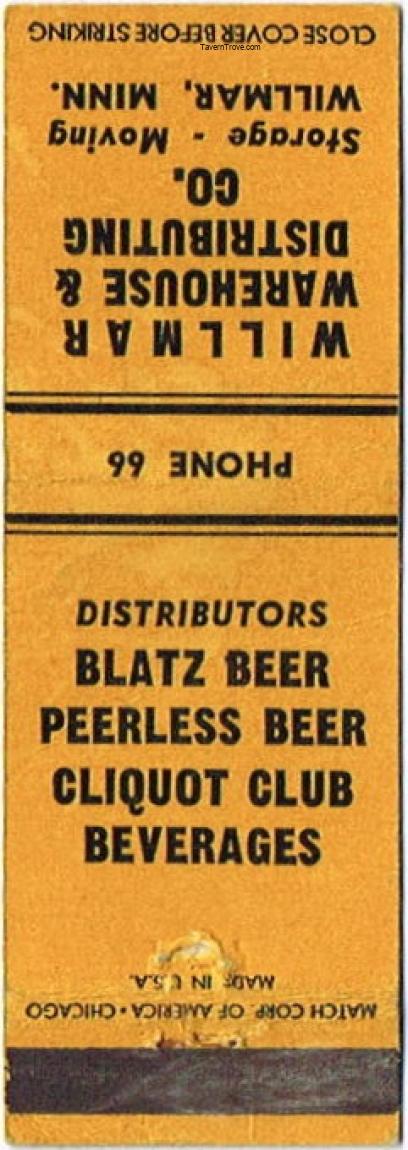 PHONE 66
WILLMAR
WAREHOUSE &
DISTRIBUTING
CO.
Storage - Moving
WILLMAR, MINN.
CLOSE COVER BEFORE STRIKING
TavernTrove.com
DISTRIBUTORS
BLATZ BEER
PEERLESS BEER
CLIQUOT CLUB
BEVERAGES
MATCH CORP. OF AMERICA • CHICAGO
MADE IN U.S.A.